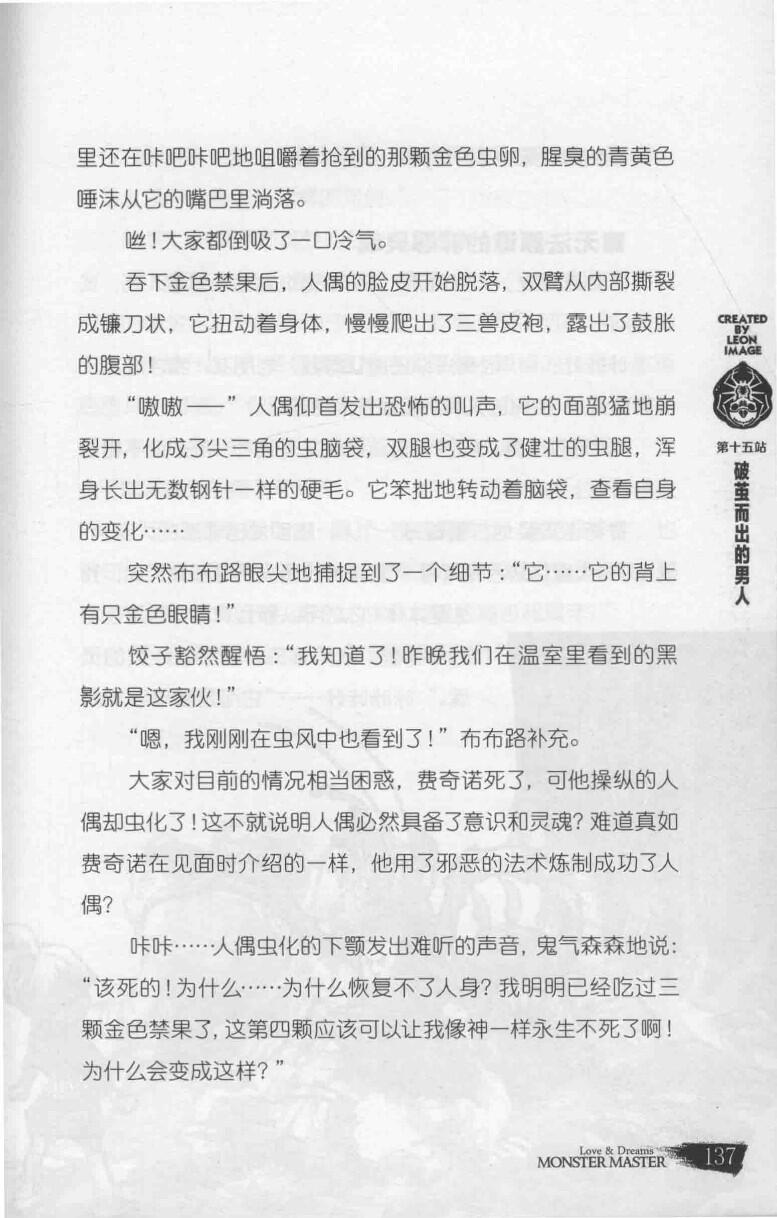 里还在咔吧咔吧地咀嚼着抢到的那颗金色虫卵，腥臭的青黄色
唾沫从它的嘴巴里淌落。
咝！大家都倒吸了一口冷气。
吞下金色禁果后，人偶的脸皮开始脱落，双臂从内部撕裂
成镰刀状，它扭动着身体，慢慢爬出了三兽皮袍，露出了鼓胀
的腹部！
“嗷嗷——”人偶仰首发出恐怖的叫声，它的面部猛地崩
裂开，化成了尖三角的虫脑袋，双腿也变成了健壮的虫腿，浑
身长出无数钢针一样的硬毛。它笨拙地转动着脑袋，查看自身
的变化……
突然布布路眼尖地捕捉到了一个细节：“它……它的背上
有只金色眼睛！”
饺子豁然醒悟：“我知道了！昨晚我们在温室里看到的黑
影就是这家伙！”
“嗯，我刚刚在虫风中也看到了！”布布路补充。
大家对目前的情况相当困惑，费奇诺死了，可他操纵的人
偶却虫化了！这不就说明人偶必然具备了意识和灵魂？难道真如
费奇诺在见面时介绍的一样，他用了邪恶的法术炼制成功了人
偶？
咔咔……人偶虫化的下颚发出难听的声音，鬼气森森地说：
“该死的！为什么……为什么恢复不了人身？我明明已经吃过三
颗金色禁果了，这第四颗应该可以让我像神一样永生不死了啊！
为什么会变成这样？”
CREATED
BY
LEON
IMAGE
第十五站
破茧而出的男人
Love & Dreams
MONSTER MASTER
137